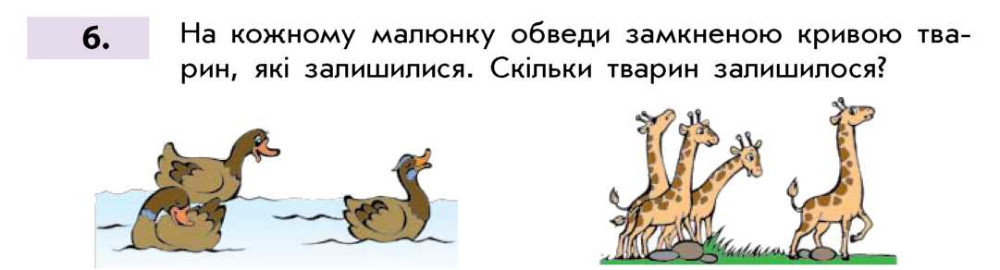 6.
На кожному малюнку обведи замкненою кривою тва-
рин, які залишилися. Скільки тварин залишилося?